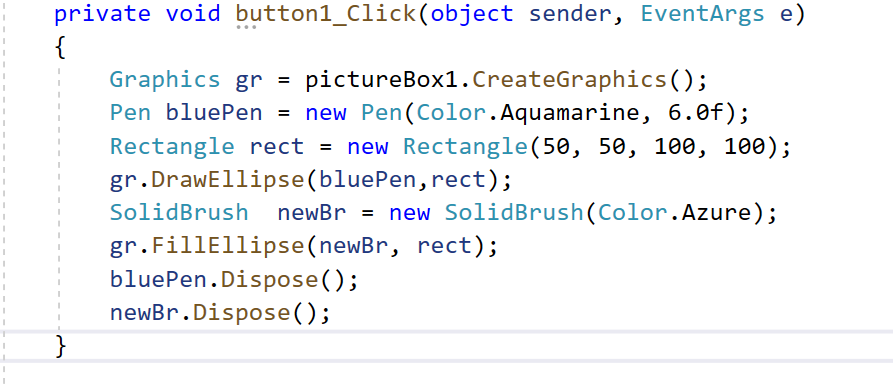 private void button1_Click(object sender, EventArgs e)
{
Graphics gr = pictureBox1.CreateGraphics();
Pen bluePen = new Pen(Color.Aquamarine, 6.0f);
Rectangle rect = new Rectangle(50, 50, 100, 100);
gr.DrawEllipse(bluePen,rect);
SolidBrush  newBr = new SolidBrush(Color.Azure);
gr.FillEllipse(newBr, rect);
bluePen.Dispose();
newBr.Dispose();
}